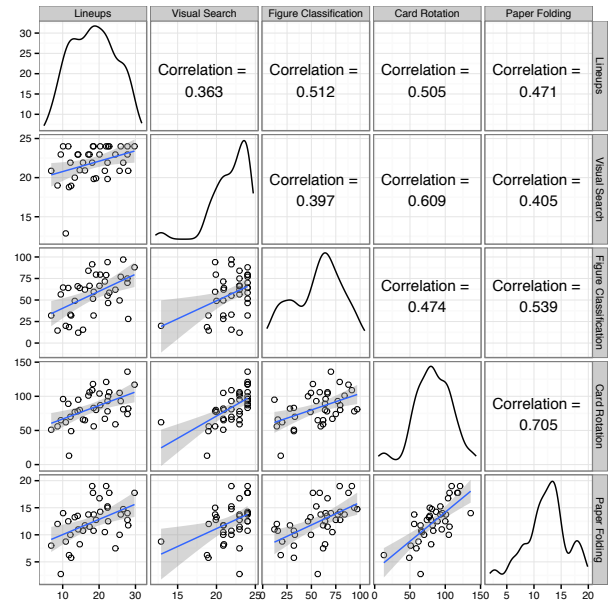 Lineups Visual Search Figure Classification Card Rotation Paper Folding
30
25
20
15
10
Correlation =
0.363
Correlation =
0.512
Correlation =
0.505
Correlation =
0.471
Lineups
25
20
15
Correlation =
0.397
Correlation =
0.609
Correlation =
0.405
Visual Search
100
75
50
25
0
Correlation =
0.474
Correlation =
0.539
Figure Classification
150
100
50
0
Correlation =
0.705
Card Rotation
20
15
10
5
Paper Folding
10 20 30 15 20 25 0 25 50 75 100 0 50 100 150 5 10 15 20